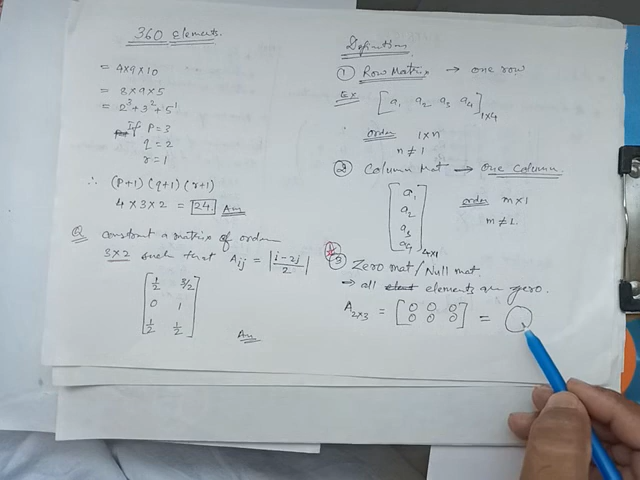 360 Elements.
= 4×9×10
= 8×9×5
= 2³+3²+5¹
If P=3
q=2
r=1
∴ (P+1)(q+1)(r+1)
4×3×2 = 24. Ans
Q Construct a matrix of order
3×2 such that Aij = |i-2j/2|
[1/2 3/2
0 1
1/2 1/2]
Ans
Definition
① Row Matrix → one row
Ex [a1 a2 a3 a4]1×4
order 1×n
n≠1
② Column Mat → one Column.
[a1
a2
a3
a4]4×1
order m×1
m≠1
③ Zero mat/Null mat.
→ all elements are zero.
A2×3 = [0 0 0
0 0 0] = O